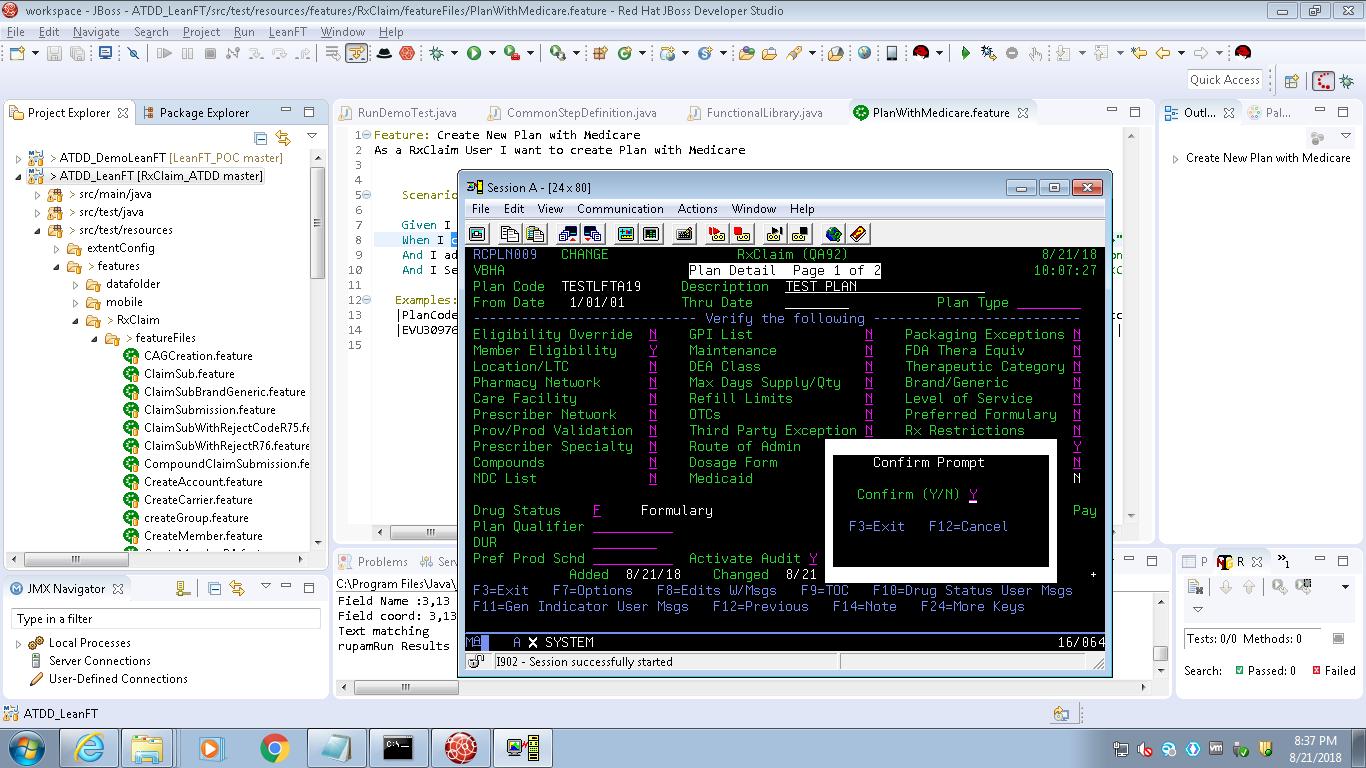 workspace - JBoss - ATDD_LeanFT/src/test/resources/features/RxClaim/featureFiles/PlanWithMedicare.feature - Red Hat JBoss Developer Studio
File Edit Navigate Search Project Run LeanFT Window Help
Quick Access
Project Explorer Package Explorer
> ATDD_DemoLeanFT [LeanFT_POC master]
> ATDD_LeanFT [RxClaim_ATDD master]
> src/main/java
> src/test/java
> src/test/resources
extentConfig
> features
datafolder
mobile
> RxClaim
> featureFiles
CAGCreation.feature
ClaimSub.feature
ClaimSubBrandGeneric.feature
ClaimSubmission.feature
ClaimSubWithRejectCodeR75.feature
ClaimSubWithRejectR76.feature
CompoundClaimSubmission.fe
CreateAccount.feature
CreateCarrier.feature
createGroup.feature
CreateMember.feature
JMX Navigator
Type in a filter
Local Processes
Server Connections
User-Defined Connections
ATDD_LeanFT
RunDemoTest.java CommonStepDefinition.java FunctionalLibrary.java PlanWithMedicare.feature
1 Feature: Create New Plan with Medicare
2 As a RxClaim User I want to create Plan with Medicare
3
4
5 Scenario
6
7 Given I
8 When I c
9 And I ad
10 And I Se
11
12 Examples:
13 |PlanCode
14 |EVU30976
15
Session A - [24 x 80]
File Edit View Communication Actions Window Help
RCPLN009 CHANGE RxClaim (QA92) 8/21/18
VBHA Plan Detail Page 1 of 2 10:07:27
Plan Code TESTLFTA19 Description TEST PLAN
From Date 1/01/01 Thru Date Plan Type
Verify the following
Eligibility Override N GPI List N Packaging Exceptions N
Member Eligibility Y Maintenance N FDA Thera Equiv N
Location/LTC N DEA Class N Therapeutic Category N
Pharmacy Network N Max Days Supply/Qty N Brand/Generic N
Care Facility N Refill Limits N Level of Service N
Prescriber Network N OTCs N Preferred Formulary N
Prov/Prod Validation N Third Party Exception N Rx Restrictions N
Prescriber Specialty N Route of Admin Y
Compounds N Dosage Form N
NDC List N Medicaid N
Confirm Prompt
Confirm (Y/N) Y
F3=Exit F12=Cancel
Drug Status F Formulary Pay
Plan Qualifier
DUR
Pref Prod Schd Activate Audit Y
Added 8/21/18 Changed 8/21 +
F3=Exit F7=Options F8=Edits W/Msgs F9=TOC F10=Drug Status User Msgs
F11=Gen Indicator User Msgs F12=Previous F14=Note F24=More Keys
MA A X SYSTEM 16/064
I902 - Session successfully started
Problems Serv
C:\Program Files\Java\
Field Name :3,13
Field coord: 3,13
Text matching
rupamRun Results
Outl... Pal...
Create New Plan with Medicare
P R »1
Tests: 0/0 Methods: 0
Search: Passed: 0 Failed
8:37 PM
8/21/2018